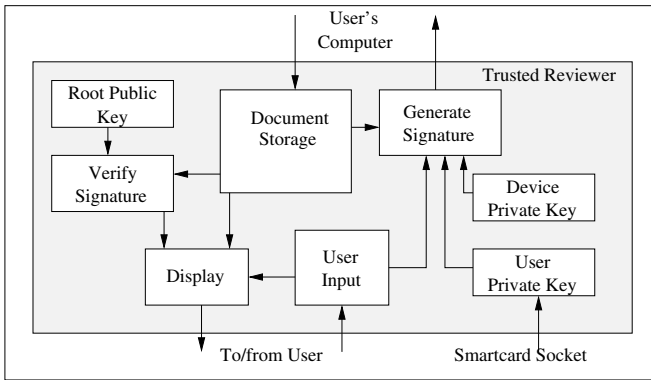 User's
Computer
Trusted Reviewer
Root Public
Key
Document
Storage
Generate
Signature
Verify
Signature
Device
Private Key
Display
User
Input
User
Private Key
To/from User
Smartcard Socket